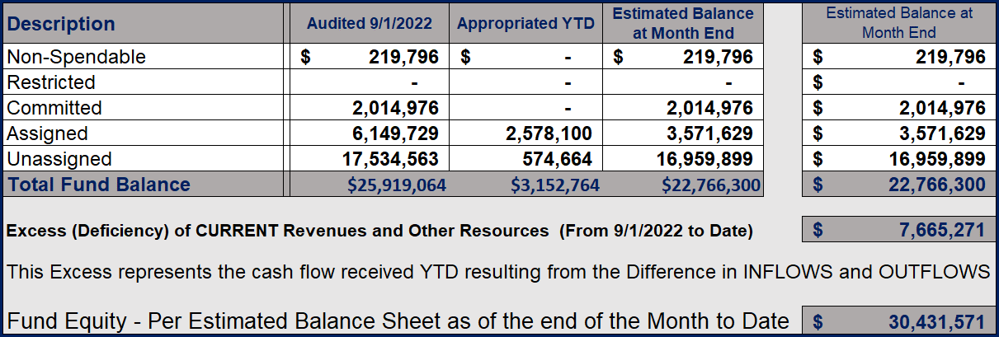 Description Audited 9/1/2022 Appropriated YTD Estimated Balance at Month End Estimated Balance at Month End
Non-Spendable $ 219,796 $ - $ 219,796 $ 219,796
Restricted - - - $ -
Committed 2,014,976 - 2,014,976 $ 2,014,976
Assigned 6,149,729 2,578,100 3,571,629 $ 3,571,629
Unassigned 17,534,563 574,664 16,959,899 $ 16,959,899
Total Fund Balance $25,919,064 $3,152,764 $22,766,300 $ 22,766,300
Excess (Deficiency) of CURRENT Revenues and Other Resources (From 9/1/2022 to Date) $ 7,665,271
This Excess represents the cash flow received YTD resulting from the Difference in INFLOWS and OUTFLOWS
Fund Equity - Per Estimated Balance Sheet as of the end of the Month to Date $ 30,431,571